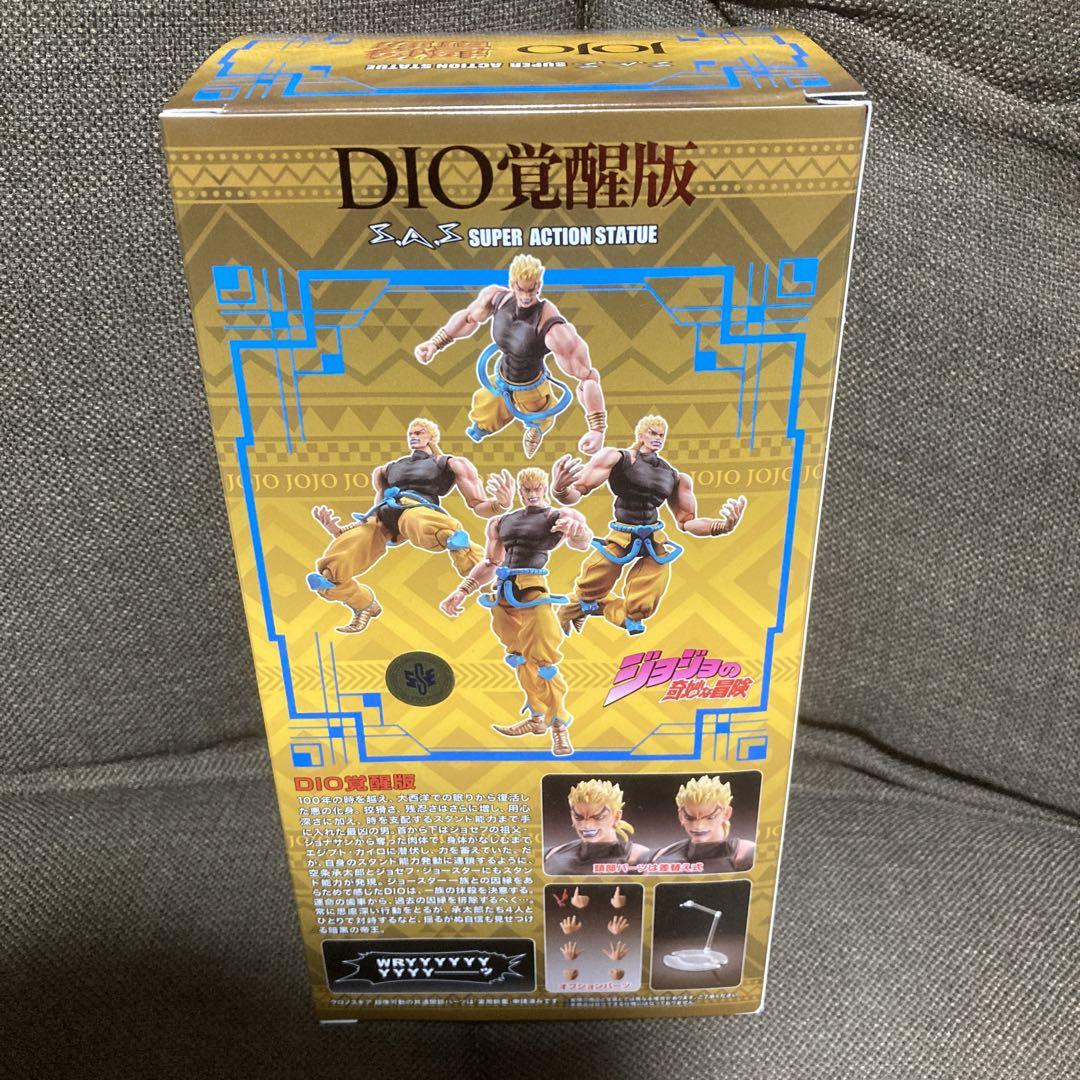 JOJO
S.A.S SUPER ACTION STATUE
DIO覚醒版
S.A.S SUPER ACTION STATUE
JOJO JOJO JO
JOJO JOJO
ジョジョの
奇妙な冒険
DIO覚醒版
100年の時を越え、大西洋での眠りから復活し
た悪の化身。狡猾さ、残忍さはさらに増し、用心
深さに加え、時を支配するスタンド能力まで手
に入れた最凶の男。首から下はジョセフの祖父・
ジョナサンから奪った肉体で、身体がなじむまで
エジプト・カイロに潜伏し、力を蓄えていた。だ
が、自身のスタンド能力発動に連鎖するように、
空条承太郎とジョセフ・ジョースターにもスタ
ンド能力が発現。ジョースター一族との因縁をあ
らためて感じたDIOは、一族の抹殺を決意する。
運命の歯車から、過去の因縁を排除するべく…。
常に思慮深い行動をとるが、承太郎たち4人と
ひとりで対峙するなど、揺るがぬ自信も見せつけ
る暗黒の帝王。
頭部パーツは差替え式
オプションパーツ
WRYYYYYYY
YYYY──ッ